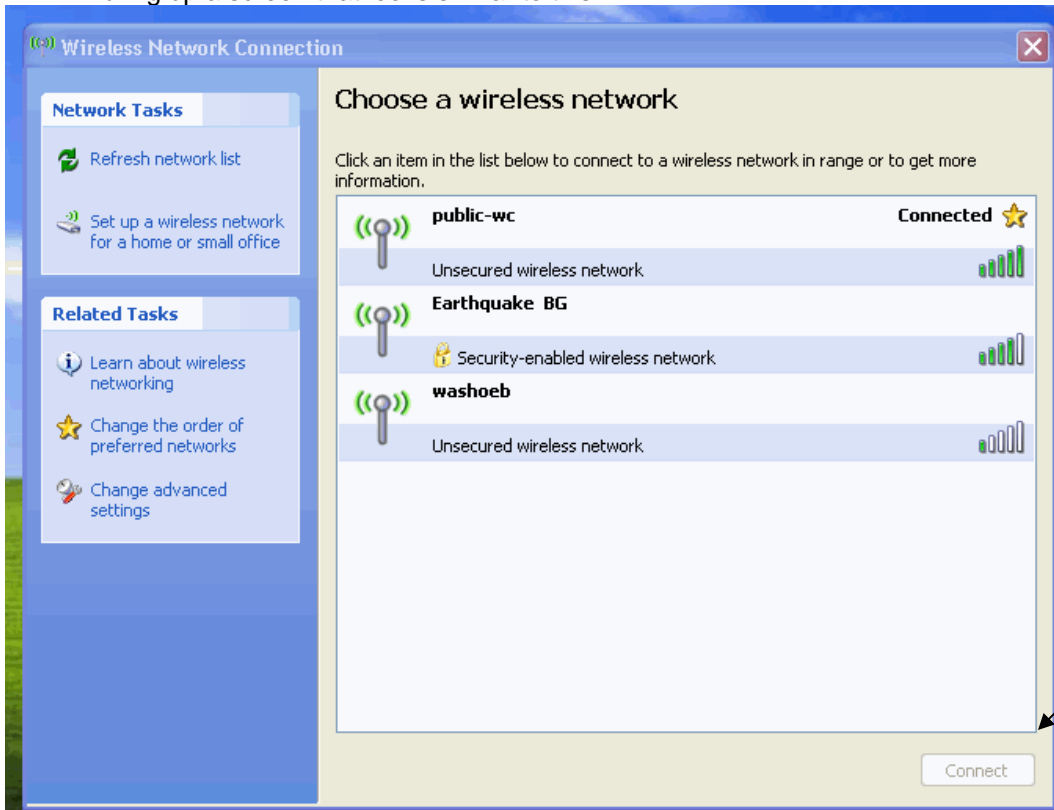 Wireless Network Connection
Network Tasks
Refresh network list
Set up a wireless network
for a home or small office
Related Tasks
Learn about wireless
networking
Change the order of
preferred networks
Change advanced
settings
Choose a wireless network
Click an item in the list below to connect to a wireless network in range or to get more
information.
public-wc Connected
Unsecured wireless network
Earthquake BG
Security-enabled wireless network
washoeb
Unsecured wireless network
Connect